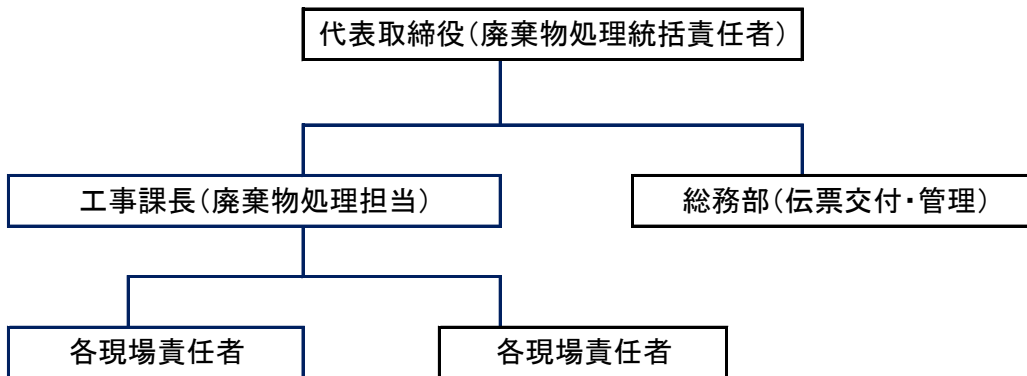 代表取締役(廃棄物処理統括責任者)
工事課長(廃棄物処理担当)
総務部(伝票交付・管理)
各現場責任者
各現場責任者